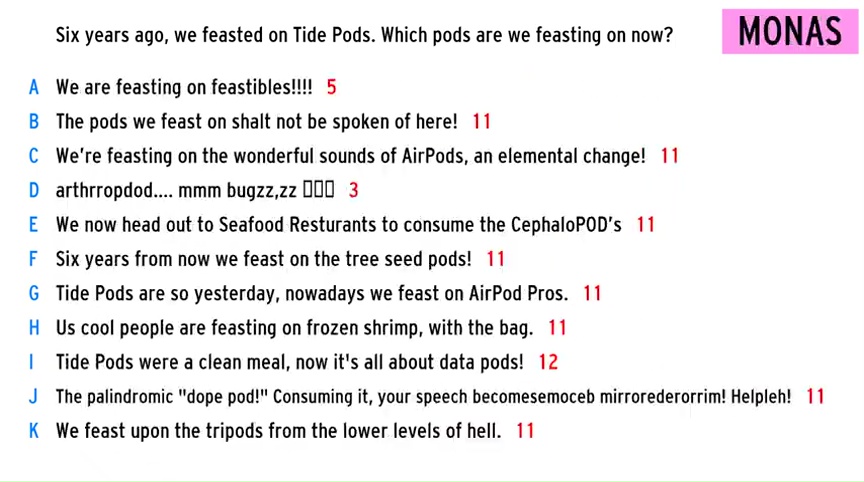 Six years ago, we feasted on Tide Pods. Which pods are we feasting on now?
MONAS
A We are feasting on feastibles!!!! 5
B The pods we feast on shalt not be spoken of here! 11
C We're feasting on the wonderful sounds of AirPods, an elemental change! 11
D arthrropdod.... mmm bugzz,zz ▯▯▯ 3
E We now head out to Seafood Resturants to consume the CephaloPOD's 11
F Six years from now we feast on the tree seed pods! 11
G Tide Pods are so yesterday, nowadays we feast on AirPod Pros. 11
H Us cool people are feasting on frozen shrimp, with the bag. 11
I Tide Pods were a clean meal, now it's all about data pods! 12
J The palindromic "dope pod!" Consuming it, your speech becomesemoceb mirrorederorrim! Helpleh! 11
K We feast upon the tripods from the lower levels of hell. 11